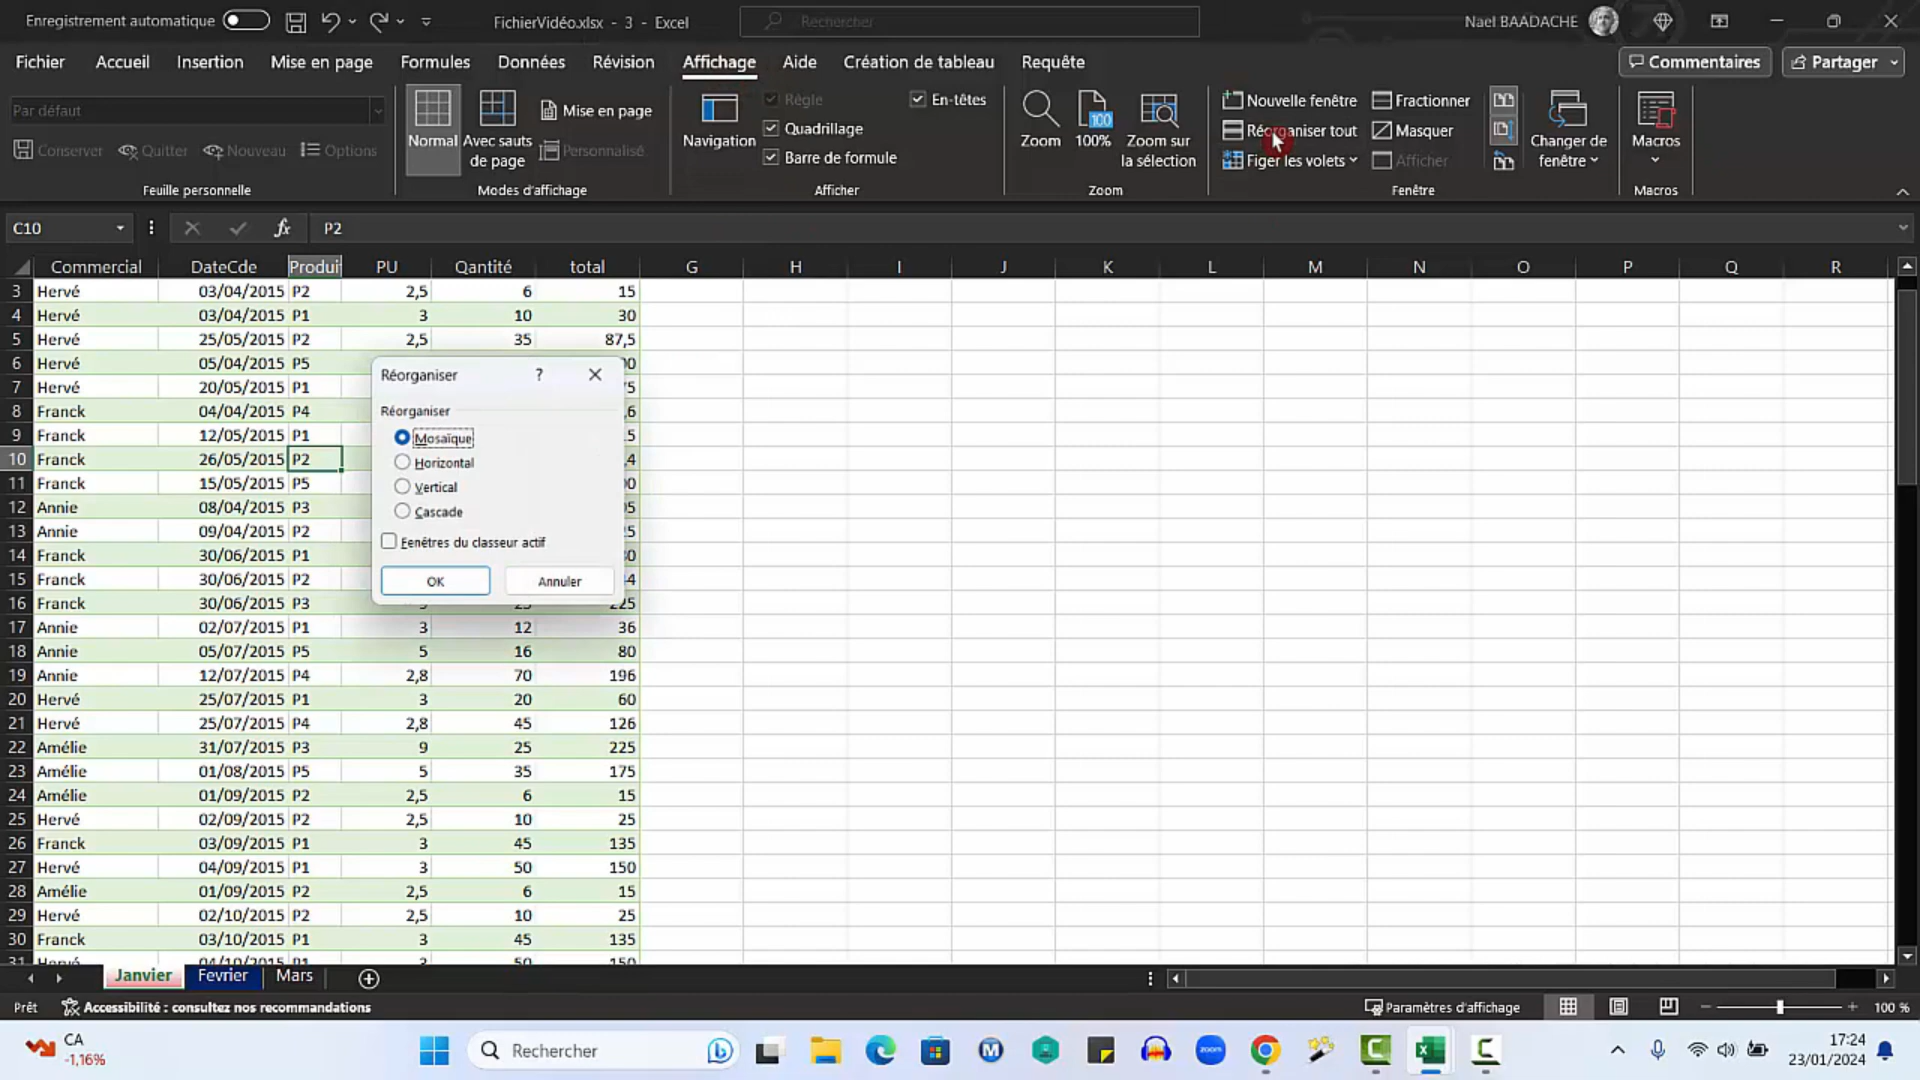 Enregistrement automatique
FichierVidéo.xlsx - 3 - Excel
Rechercher
Nael BAADACHE
Fichier Accueil Insertion Mise en page Formules Données Révision Affichage Aide Création de tableau Requête Commentaires Partager
Par défaut
Conserver Quitter Nouveau Options
Feuille personnelle
Normal
Avec sauts de page
Mise en page
Personnalisé
Modes d'affichage
Navigation
Règle
Quadrillage
Barre de formule
En-têtes
Afficher
Zoom
100
100%
Zoom sur la sélection
Zoom
Nouvelle fenêtre
Réorganiser tout
Figer les volets
Fractionner
Masquer
Afficher
Changer de fenêtre
Fenêtre
Macros
Macros
C10 fx P2
Commercial DateCde Produi PU Qantité total G H I J K L M N O P Q R
3 Hervé 03/04/2015 P2 2,5 6 15
4 Hervé 03/04/2015 P1 3 10 30
5 Hervé 25/05/2015 P2 2,5 35 87,5
6 Hervé 05/04/2015 P5
7 Hervé 20/05/2015 P1
8 Franck 04/04/2015 P4
9 Franck 12/05/2015 P1
10 Franck 26/05/2015 P2
11 Franck 15/05/2015 P5
12 Annie 08/04/2015 P3
13 Annie 09/04/2015 P2
14 Franck 30/06/2015 P1
15 Franck 30/06/2015 P2
16 Franck 30/06/2015 P3 225
17 Annie 02/07/2015 P1 3 12 36
18 Annie 05/07/2015 P5 5 16 80
19 Annie 12/07/2015 P4 2,8 70 196
20 Hervé 25/07/2015 P1 3 20 60
21 Hervé 25/07/2015 P4 2,8 45 126
22 Amélie 31/07/2015 P3 9 25 225
23 Amélie 01/08/2015 P5 5 35 175
24 Amélie 01/09/2015 P2 2,5 6 15
25 Hervé 02/09/2015 P2 2,5 10 25
26 Franck 03/09/2015 P1 3 45 135
27 Hervé 04/09/2015 P1 3 50 150
28 Amélie 01/09/2015 P2 2,5 6 15
29 Hervé 02/10/2015 P2 2,5 10 25
30 Franck 03/10/2015 P1 3 45 135
31 Hervé 04/10/2015 P1 3 50 150
Réorganiser ?
Réorganiser
Mosaïque
Horizontal
Vertical
Cascade
Fenêtres du classeur actif
OK Annuler
Janvier Fevrier Mars
Prêt Accessibilité : consultez nos recommandations Paramètres d'affichage 100 %
CA
-1,16%
Rechercher
zoom
17:24
23/01/2024